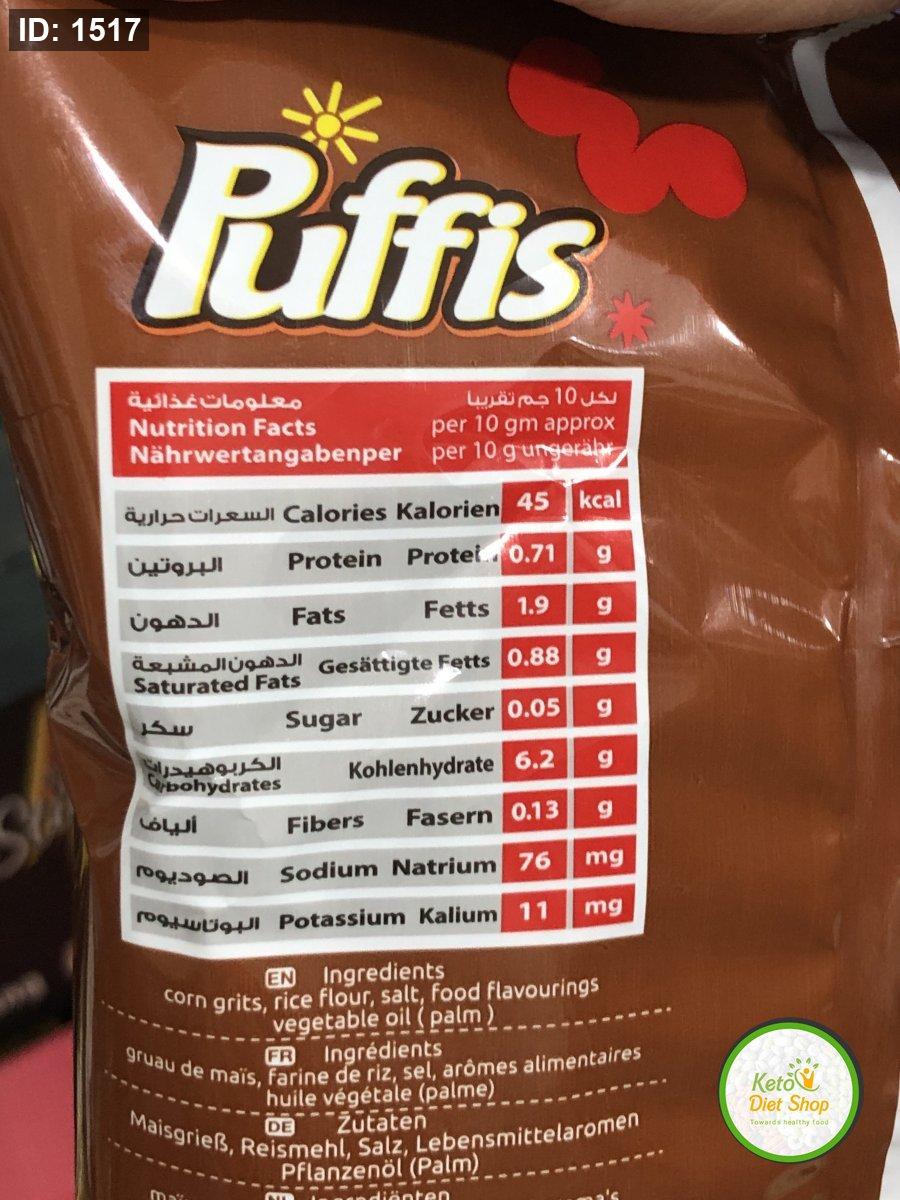 ID: 1517
Puffis
معلومات غذائية لكل 10 جم تقريبا
Nutrition Facts per 10 gm approx
Nährwertangabenper per 10 g ungerähr
السعرات حرارية Calories Kalorien 45 kcal
البروتين Protein Protein 0.71 g
الدهون Fats Fetts 1.9 g
الدهون المشبعة Gesättigte Fetts 0.88 g
Saturated Fats
سكر Sugar Zucker 0.05 g
الكربوهيدرات Kohlenhydrate 6.2 g
Carbohydrates
ألياف Fibers Fasern 0.13 g
الصوديوم Sodium Natrium 76 mg
البوتاسيوم Potassium Kalium 11 mg
EN Ingredients
corn grits, rice flour, salt, food flavourings
vegetable oil ( palm )
FR Ingrédients
gruau de maïs, farine de riz, sel, arômes alimentaires
huile végétale (palme)
DE Zutaten
Maisgrieß, Reismehl, Salz, Lebensmittelaromen
Pflanzenöl (Palm)
NL Ingrediënten
Keto
Diet Shop
Towards healthy food